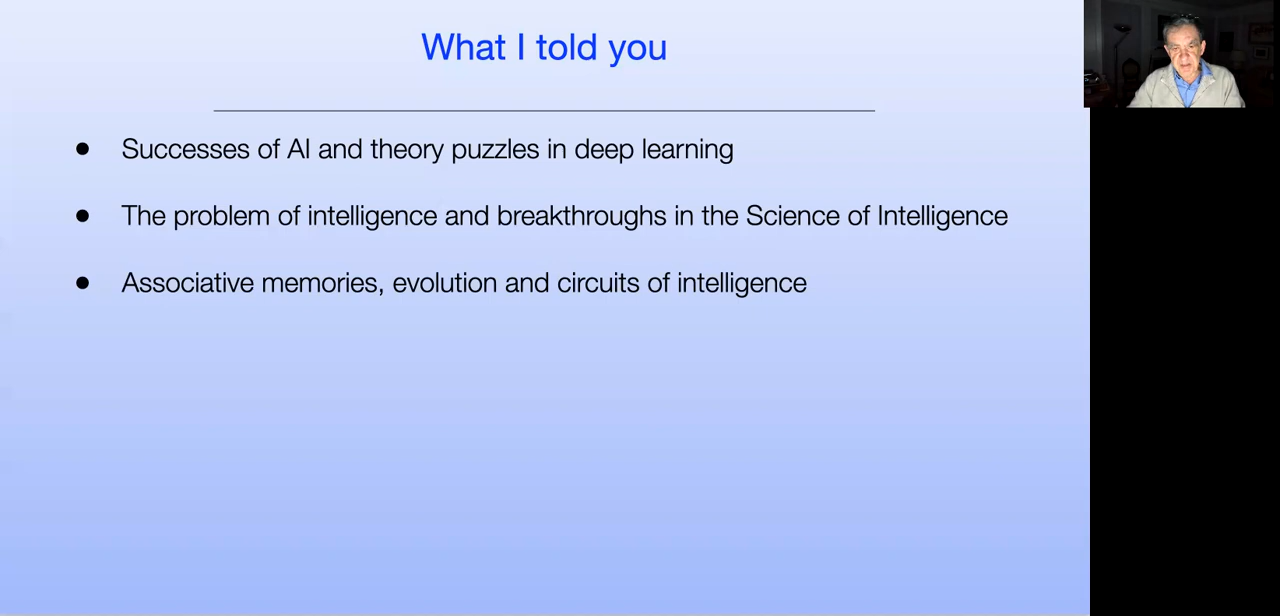 What I told you
● Successes of AI and theory puzzles in deep learning
● The problem of intelligence and breakthroughs in the Science of Intelligence
● Associative memories, evolution and circuits of intelligence